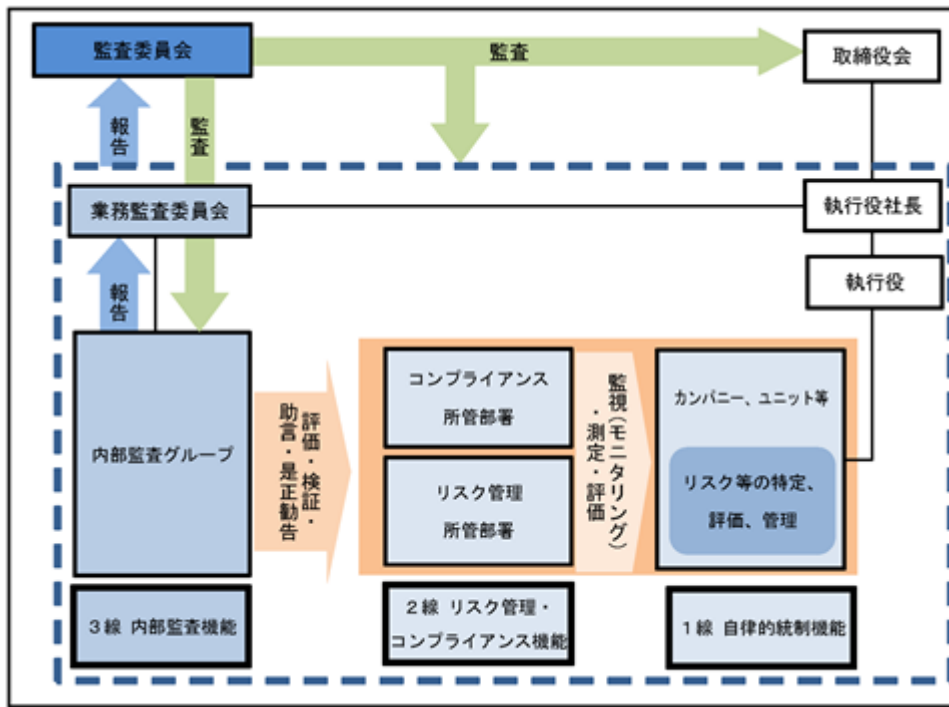 監査委員会
監査
取締役会
報告
監査
業務監査委員会
執行役社長
執行役
報告
内部監査グループ
評価・検証・
助言・是正勧告
コンプライアンス
所管部署
リスク管理
所管部署
監視(モニタリング)
・測定・評価
カンパニー、ユニット等
リスク等の特定、
評価、管理
3線 内部監査機能
2線 リスク管理・
コンプライアンス機能
1線 自律的統制機能